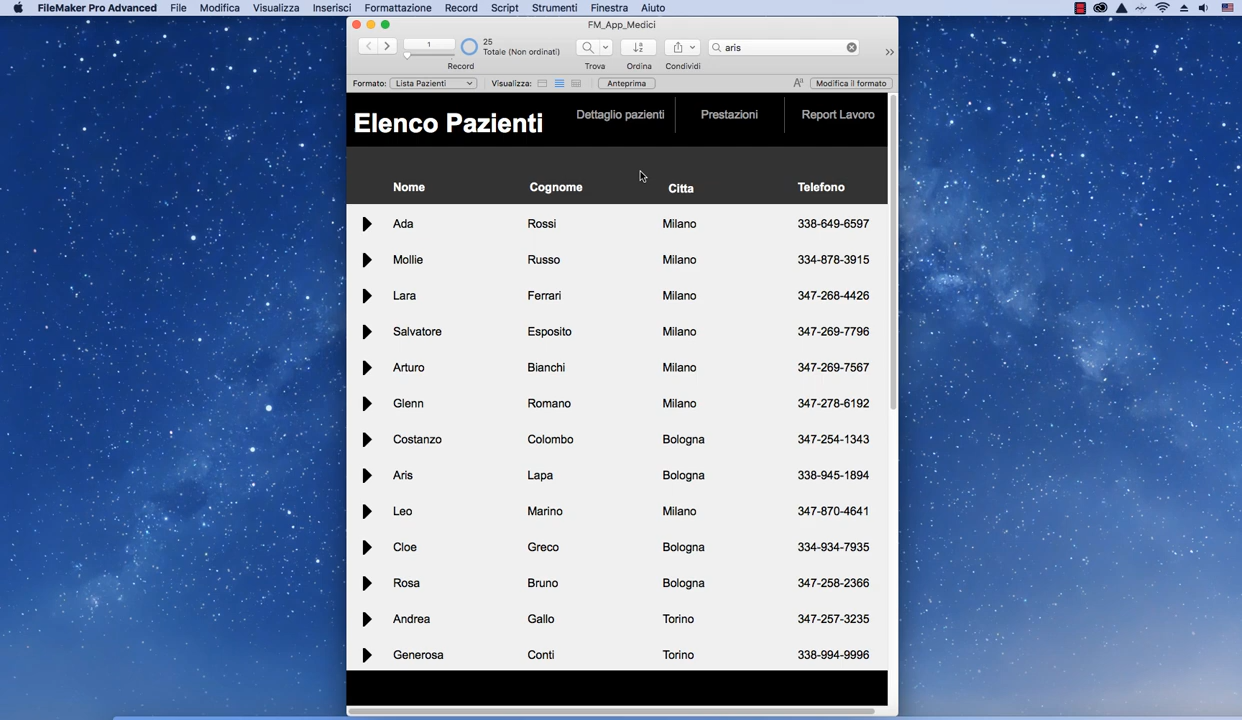 FileMaker Pro Advanced File Modifica Visualizza Inserisci Formattazione Record Script Strumenti Finestra Aiuto
FM_App_Medici
1
25
Totale (Non ordinati)
aris
Record Trova Ordina Condividi
Formato: Lista Pazienti Visualizza: Anteprima Modifica il formato
Elenco Pazienti Dettaglio pazienti Prestazioni Report Lavoro
Nome Cognome Citta Telefono
Ada Rossi Milano 338-649-6597
Mollie Russo Milano 334-878-3915
Lara Ferrari Milano 347-268-4426
Salvatore Esposito Milano 347-269-7796
Arturo Bianchi Milano 347-269-7567
Glenn Romano Milano 347-278-6192
Costanzo Colombo Bologna 347-254-1343
Aris Lapa Bologna 338-945-1894
Leo Marino Milano 347-870-4641
Cloe Greco Bologna 334-934-7935
Rosa Bruno Bologna 347-258-2366
Andrea Gallo Torino 347-257-3235
Generosa Conti Torino 338-994-9996